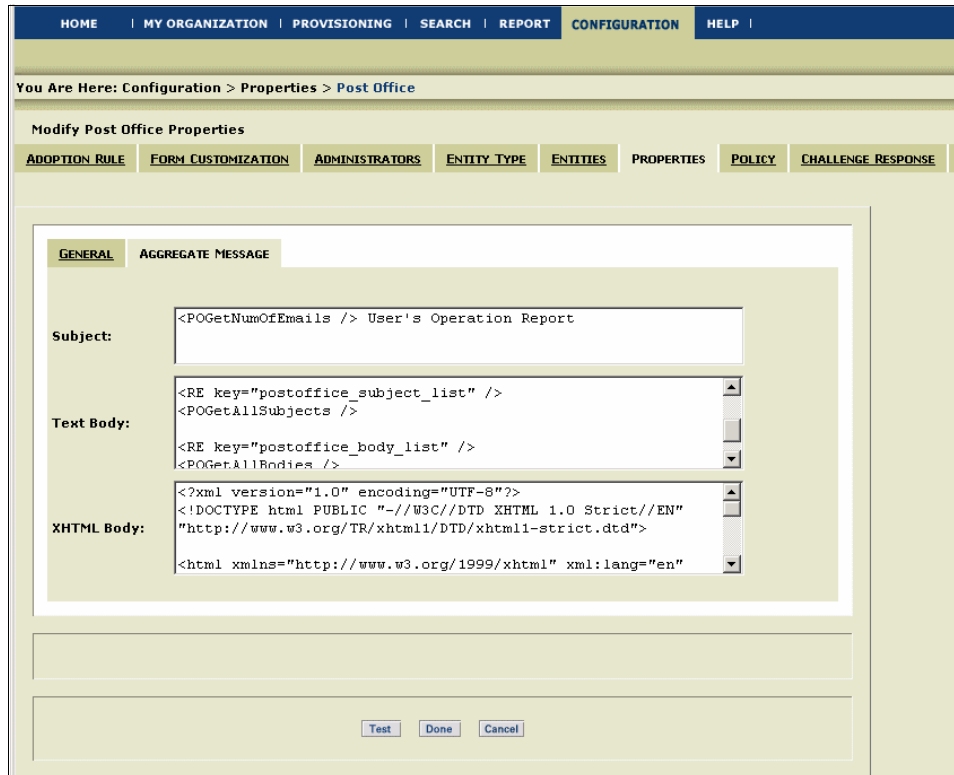 HOME | MY ORGANIZATION | PROVISIONING | SEARCH | REPORT CONFIGURATION HELP |
You Are Here: Configuration > Properties > Post Office
Modify Post Office Properties
ADOPTION RULE FORM CUSTOMIZATION ADMINISTRATORS ENTITY TYPE ENTITIES PROPERTIES POLICY CHALLENGE RESPONSE
GENERAL AGGREGATE MESSAGE
Subject:
<POGetNumOfEmails /> User's Operation Report
Text Body:
<RE key="postoffice_subject_list" />
<POGetAllSubjects />
<RE key="postoffice_body_list" />
<POGetAllBodies />
XHTML Body:
<?xml version="1.0" encoding="UTF-8"?>
<!DOCTYPE html PUBLIC "-//W3C//DTD XHTML 1.0 Strict//EN"
"http://www.w3.org/TR/xhtml1/DTD/xhtml1-strict.dtd">
<html xmlns="http://www.w3.org/1999/xhtml" xml:lang="en"
Test Done Cancel